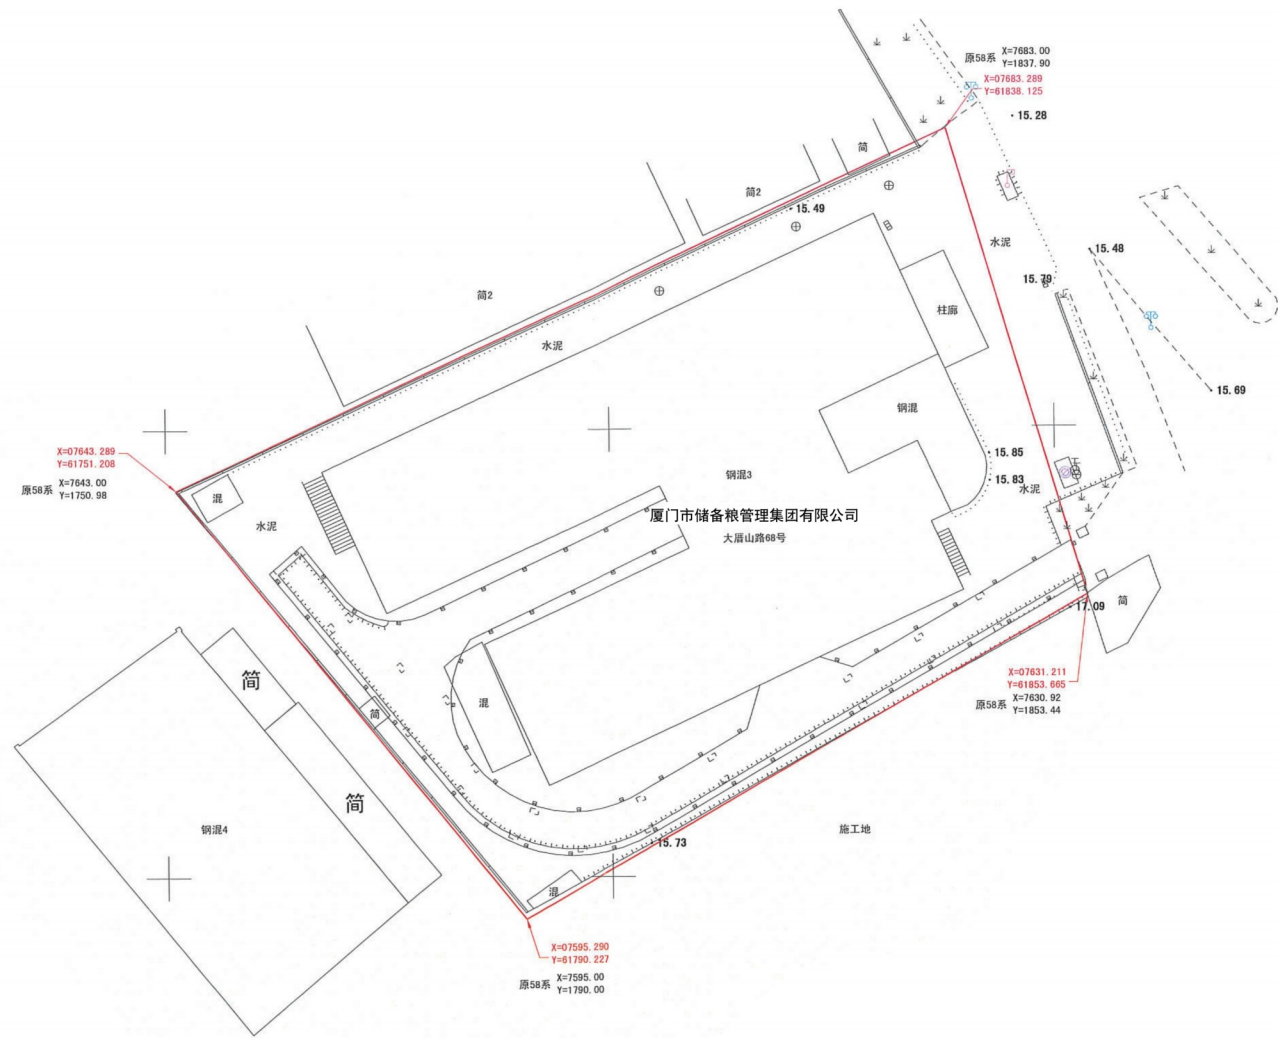 原58系 X=7683.00
Y=1837.90
X=07683.289
Y=61838.125
15.28
简
简2
15.49
水泥
15.48
15.79
简2
柱廊
水泥
15.69
钢混
X=07643.289
Y=61751.208
原58系 X=7643.00
Y=1750.98
15.85
钢混3
15.83
水泥
混
厦门市储备粮管理集团有限公司
水泥
大厝山路68号
简
17.09
简
X=07631.211
Y=61853.665
原58系 X=7630.92
Y=1853.44
混
简
简
钢混4
施工地
15.73
混
X=07595.290
Y=61790.227
原58系 X=7595.00
Y=1790.00